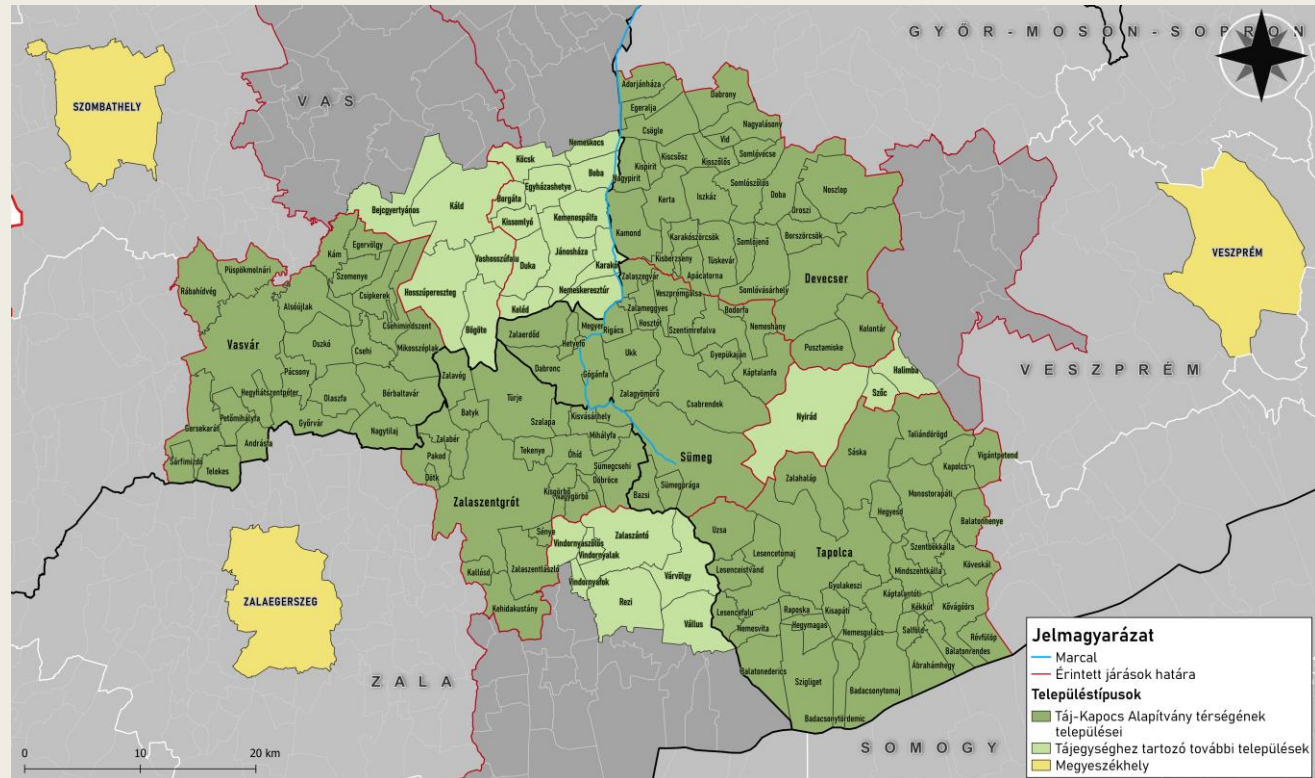 GYŐR-MOSON-SOPRON
VAS
SZOMBATHELY
VESZPRÉM
VESZPRÉM
ZALAEGERSZEG
ZALA
SOMOGY
Adorjánháza
Dabrony
Egeralja
Nagyalásony
Csögle
Vid
Nemeskocs
Köcsk
Kiscsősz
Kisszőlős
Somlóvecse
Boba
Kispirit
Egyházashetye
Nagypirit
Somlószőlős
Noszlop
Bejcgyertyános
Káld
Borgáta
Kerta
Iszkáz
Doba
Oroszi
Kissomlyó
Kemenespálfa
Kamond
Karakószörcsök
Borszörcsök
Egervölgy
Kám
Somlójenő
Jánosháza
Vashosszúfalu
Duka
Karakó
Kisberzseny
Tüskevár
Szemenye
Püspökmolnári
Zalaszegvár
Apácatorna
Devecser
Rábahídvég
Csipkerek
Hosszúpereszteg
Nemeskeresztúr
Veszprémgalsa
Somlóvásárhely
Alsóújlak
Zalameggyes
Kelád
Bodorfa
Csehimindszent
Megyer
Rigács
Hosztót
Kolontár
Bögöte
Zalaerdőd
Szentimrefalva
Nemeshany
Vasvár
Oszkó
Mikosszéplak
Hetyefő
Pusztamiske
Csehi
Ukk
Gyepükaján
Pácsony
Dabronc
Káptalanfa
Halimba
Zalavég
Gógánfa
Hegyhátszentpéter
Bérbaltavár
Szőc
Olaszfa
Türje
Zalagyömörő
Csabrendek
Batyk
Kisvásárhely
Nyirád
Petőmihályfa
Győrvár
Szalapa
Gersekarát
Nagytilaj
Mihályfa
Taliándörögd
Andrásfa
Zalabér
Óhíd
Sáska
Vigántpetend
Pakod
Tekenye
Sümeg
Sárfimizdó
Sümegcsehi
Kapolcs
Telekes
Dötk
Döbröce
Sümegprága
Zalahaláp
Kisgörbő
Nagygörbő
Bazsi
Monostorapáti
Zalaszentgrót
Hegyesd
Balatonhenye
Sénye
Zalaszántó
Uzsa
Vindornyaszőlős
Szentbékkálla
Vindornyalak
Lesencetomaj
Tapolca
Kallósd
Zalaszentlászló
Lesenceistvánd
Mindszentkálla
Köveskál
Vindornyafok
Várvölgy
Gyulakeszi
Káptalantóti
Kékkút
Kővágóörs
Kehidakustány
Rezi
Lesencefalu
Raposka
Kisapáti
Vállus
Nemesvita
Hegymagas
Nemesgulács
Salföld
Révfülöp
Balatonrendes
Ábrahámhegy
Balatonederics
Szigliget
Badacsonytomaj
Badacsonytördemic
Jelmagyarázat
Marcal
Érintett járások határa
Településtípusok
Táj-Kapocs Alapítvány térségének
települései
Tájegységhez tartozó további települések
Megyeszékhely
0 10 20 km